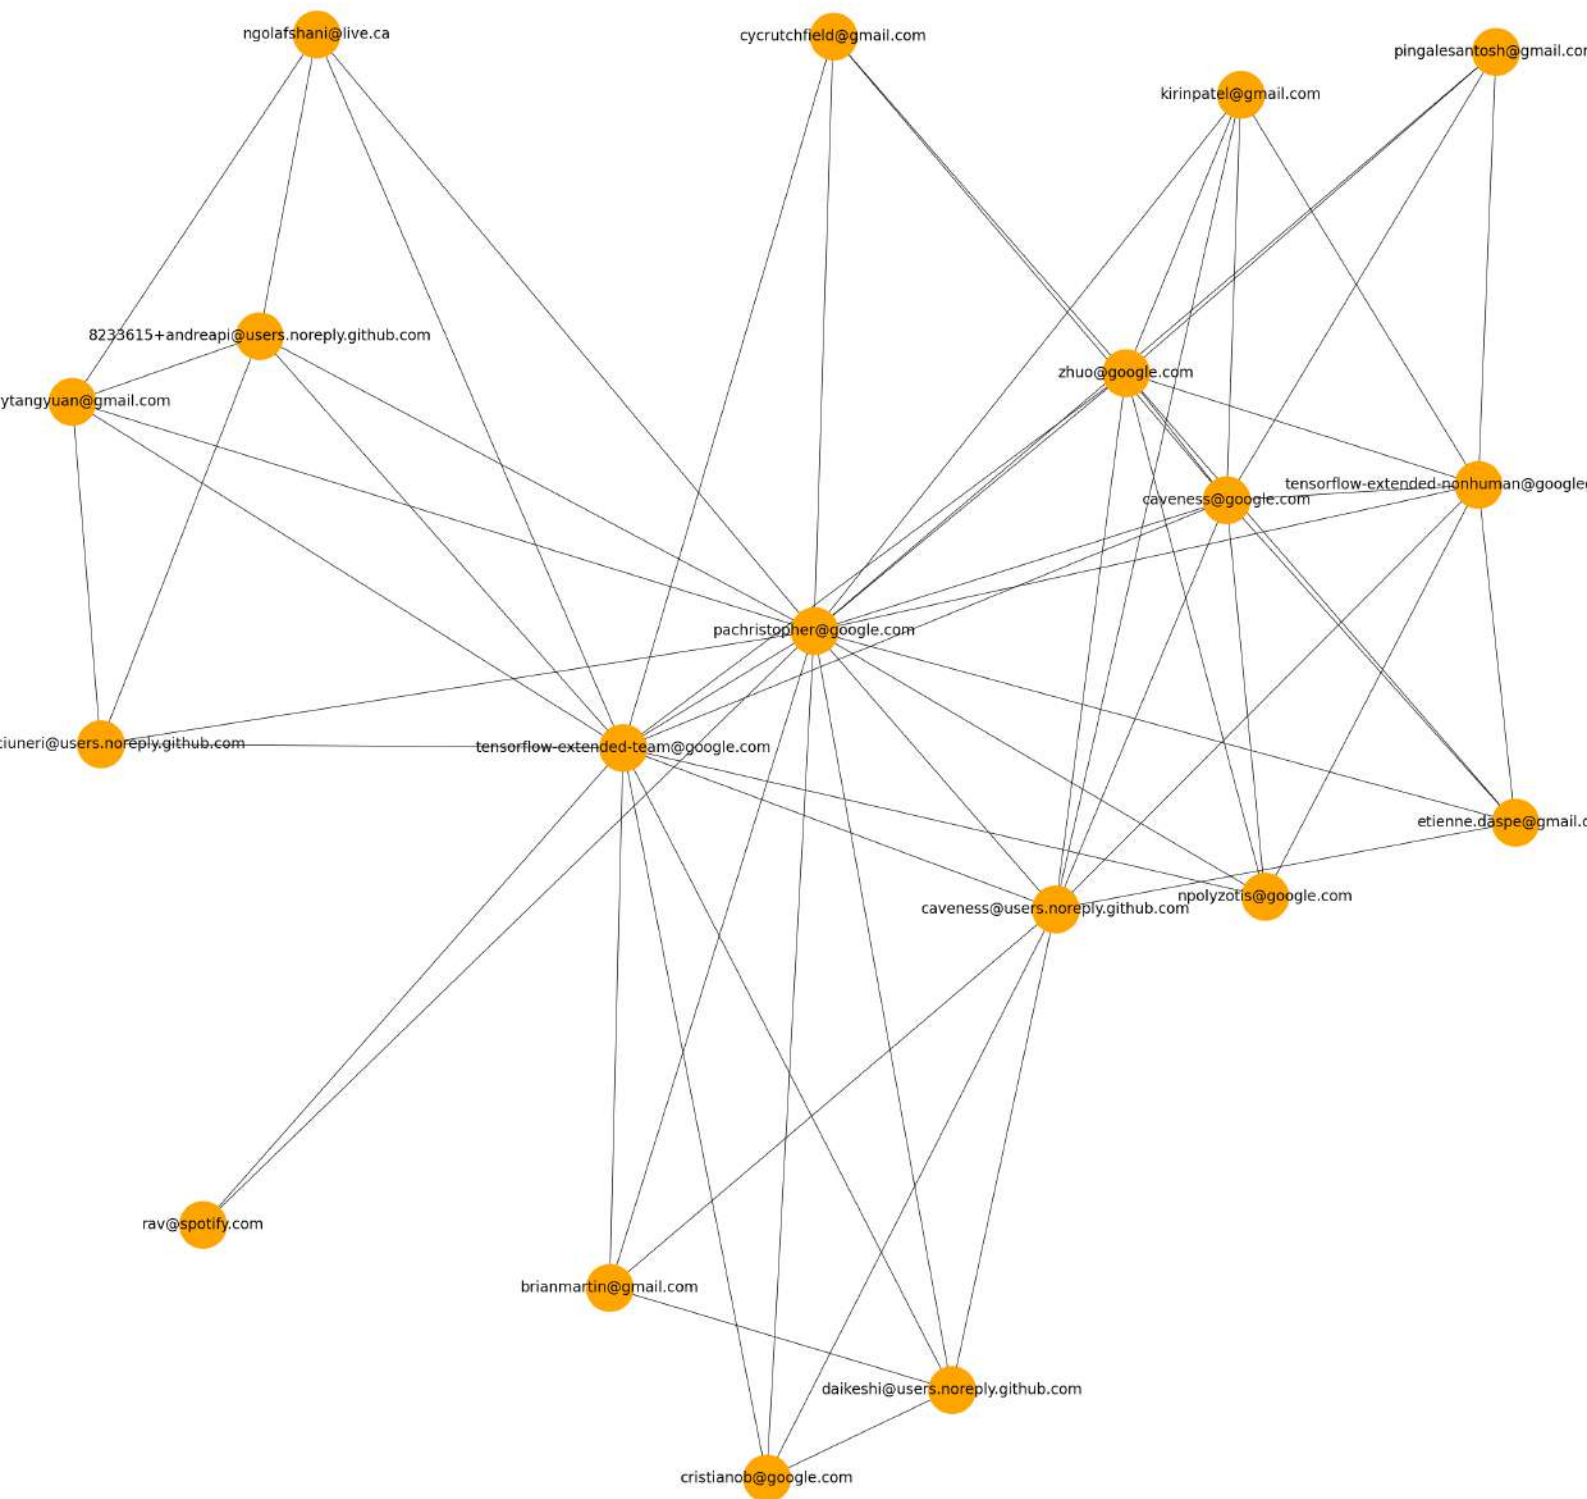 ngolafshani@live.ca
cycrutchfield@gmail.com
pingalesantosh@gmail.con
kirinpatel@gmail.com
8233615+andreapi@users.noreply.github.com
zhuo@google.com
ytangyuan@gmail.com
tensorflow-extended-nonhuman@google
caveness@google.com
pachristopher@google.com
iuneri@users.noreply.github.com
tensorflow-extended-team@google.com
etienne.daspe@gmail.c
npolyzotis@google.com
caveness@users.noreply.github.com
rav@spotify.com
brianmartin@gmail.com
daikeshi@users.noreply.github.com
cristianob@google.com